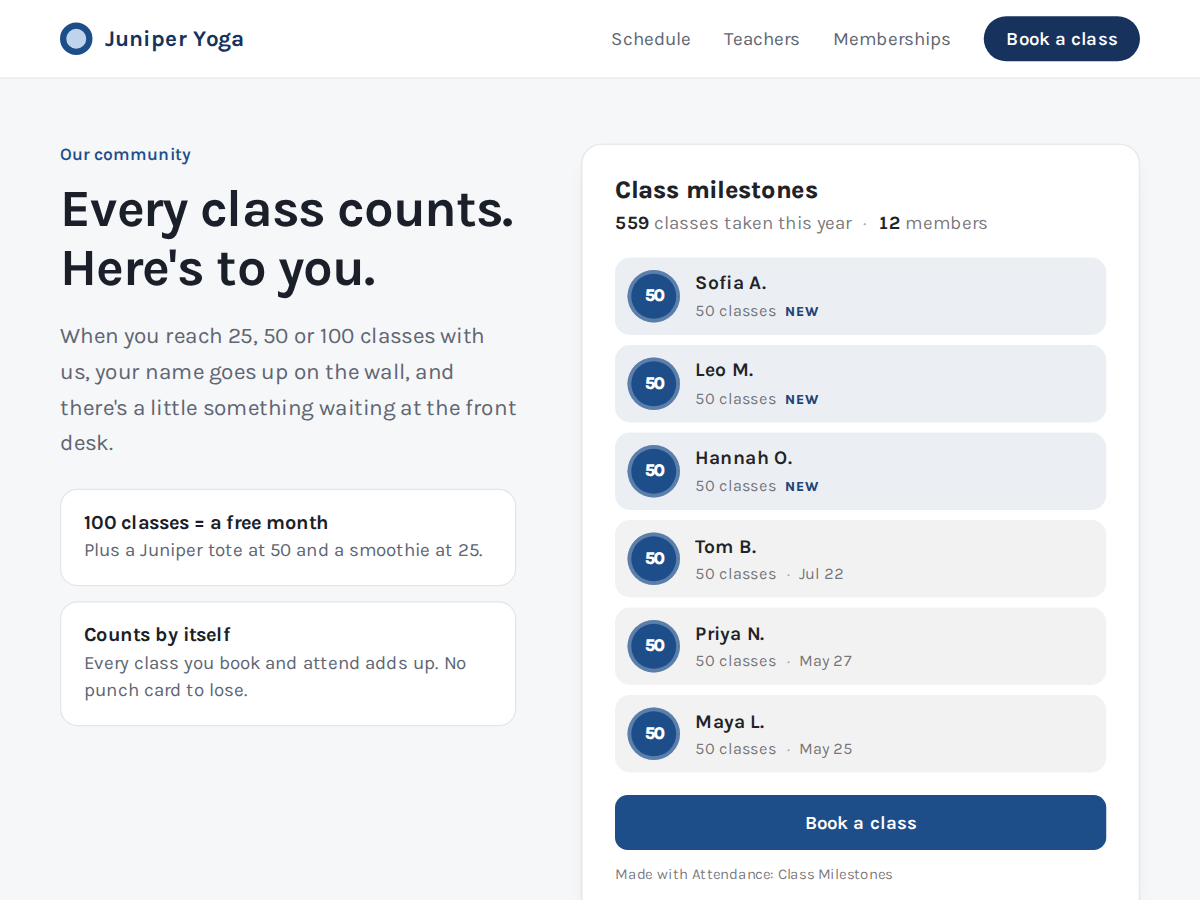 Juniper Yoga
Schedule
Teachers
Memberships
Book a class
Our community
Every class counts.
Here's to you.
When you reach 25, 50 or 100 classes with
us, your name goes up on the wall, and
there's a little something waiting at the front
desk.
100 classes = a free month
Plus a Juniper tote at 50 and a smoothie at 25.
Counts by itself
Every class you book and attend adds up. No
punch card to lose.
Class milestones
559 classes taken this year · 12 members
50
Sofia A.
50 classes NEW
50
Leo M.
50 classes NEW
50
Hannah O.
50 classes NEW
50
Tom B.
50 classes · Jul 22
50
Priya N.
50 classes · May 27
50
Maya L.
50 classes · May 25
Book a class
Made with Attendance: Class Milestones